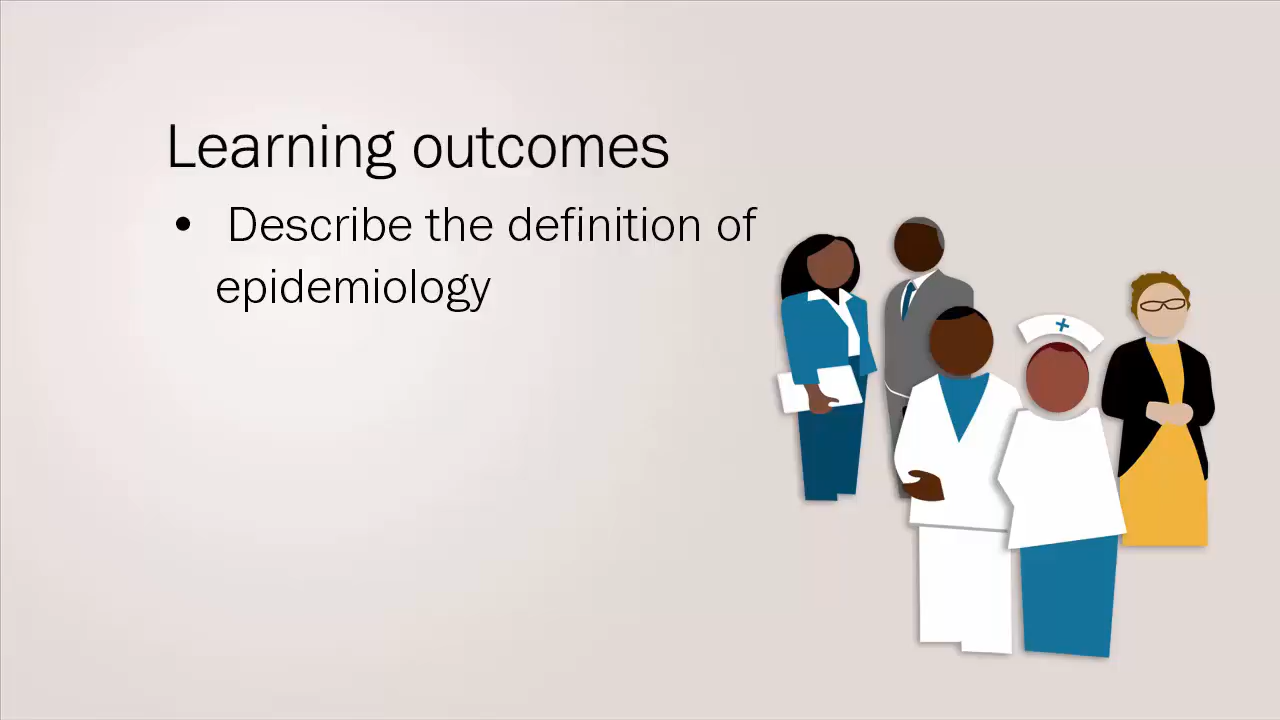 Learning outcomes
• Describe the definition of
epidemiology